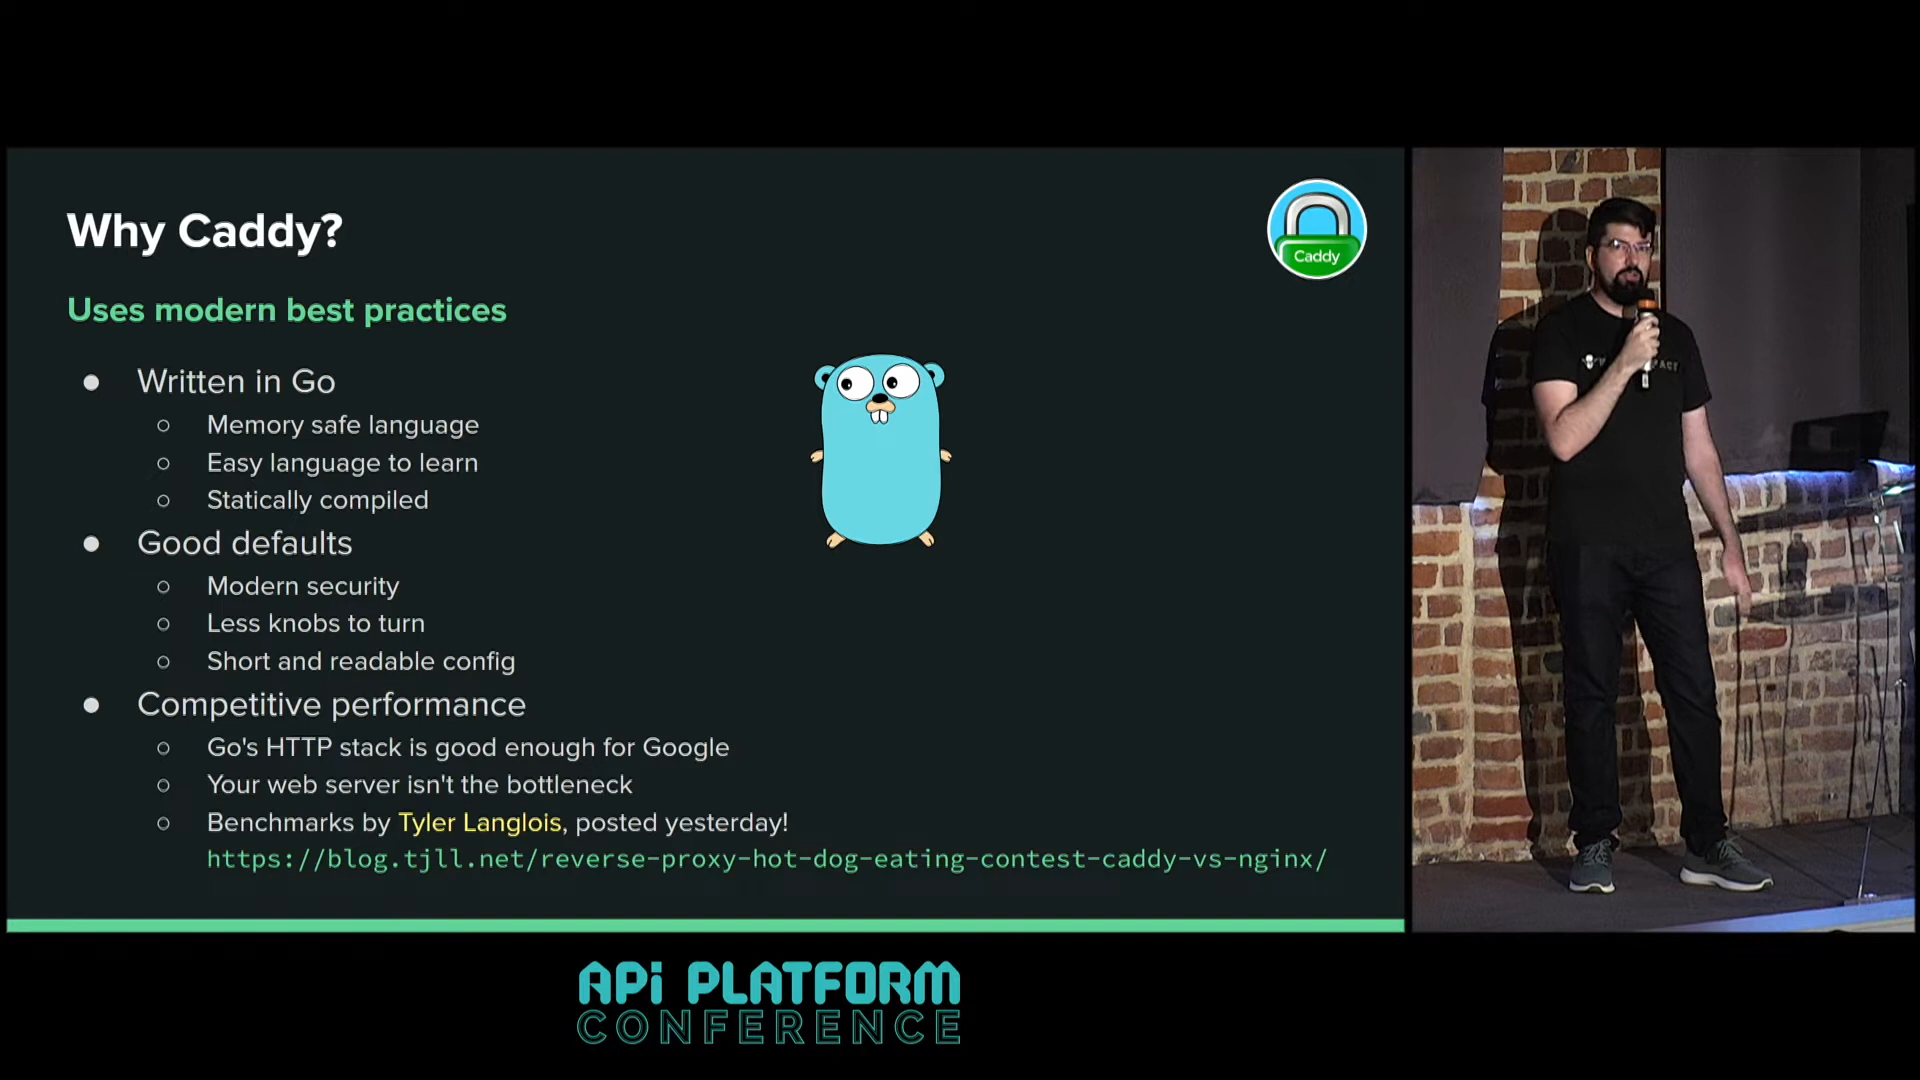 Why Caddy?
Caddy
Uses modern best practices
● Written in Go
○ Memory safe language
○ Easy language to learn
○ Statically compiled
● Good defaults
○ Modern security
○ Less knobs to turn
○ Short and readable config
● Competitive performance
○ Go's HTTP stack is good enough for Google
○ Your web server isn't the bottleneck
○ Benchmarks by Tyler Langlois, posted yesterday!
https://blog.tjll.net/reverse-proxy-hot-dog-eating-contest-caddy-vs-nginx/
APi PLATFORM
CONFERENCE